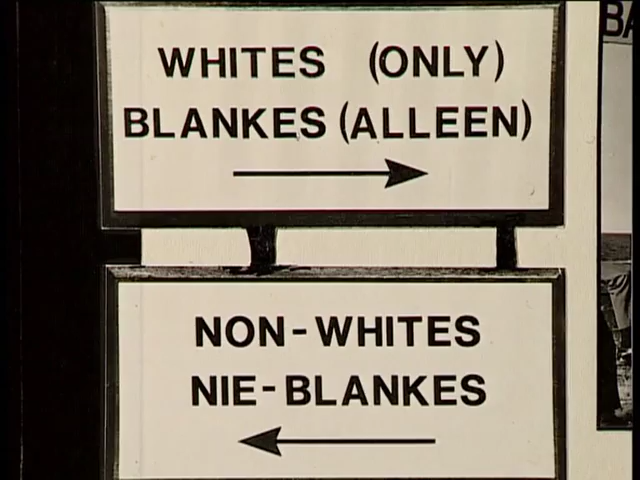 WHITES (ONLY)
BLANKES (ALLEEN)
NON-WHITES
NIE-BLANKES